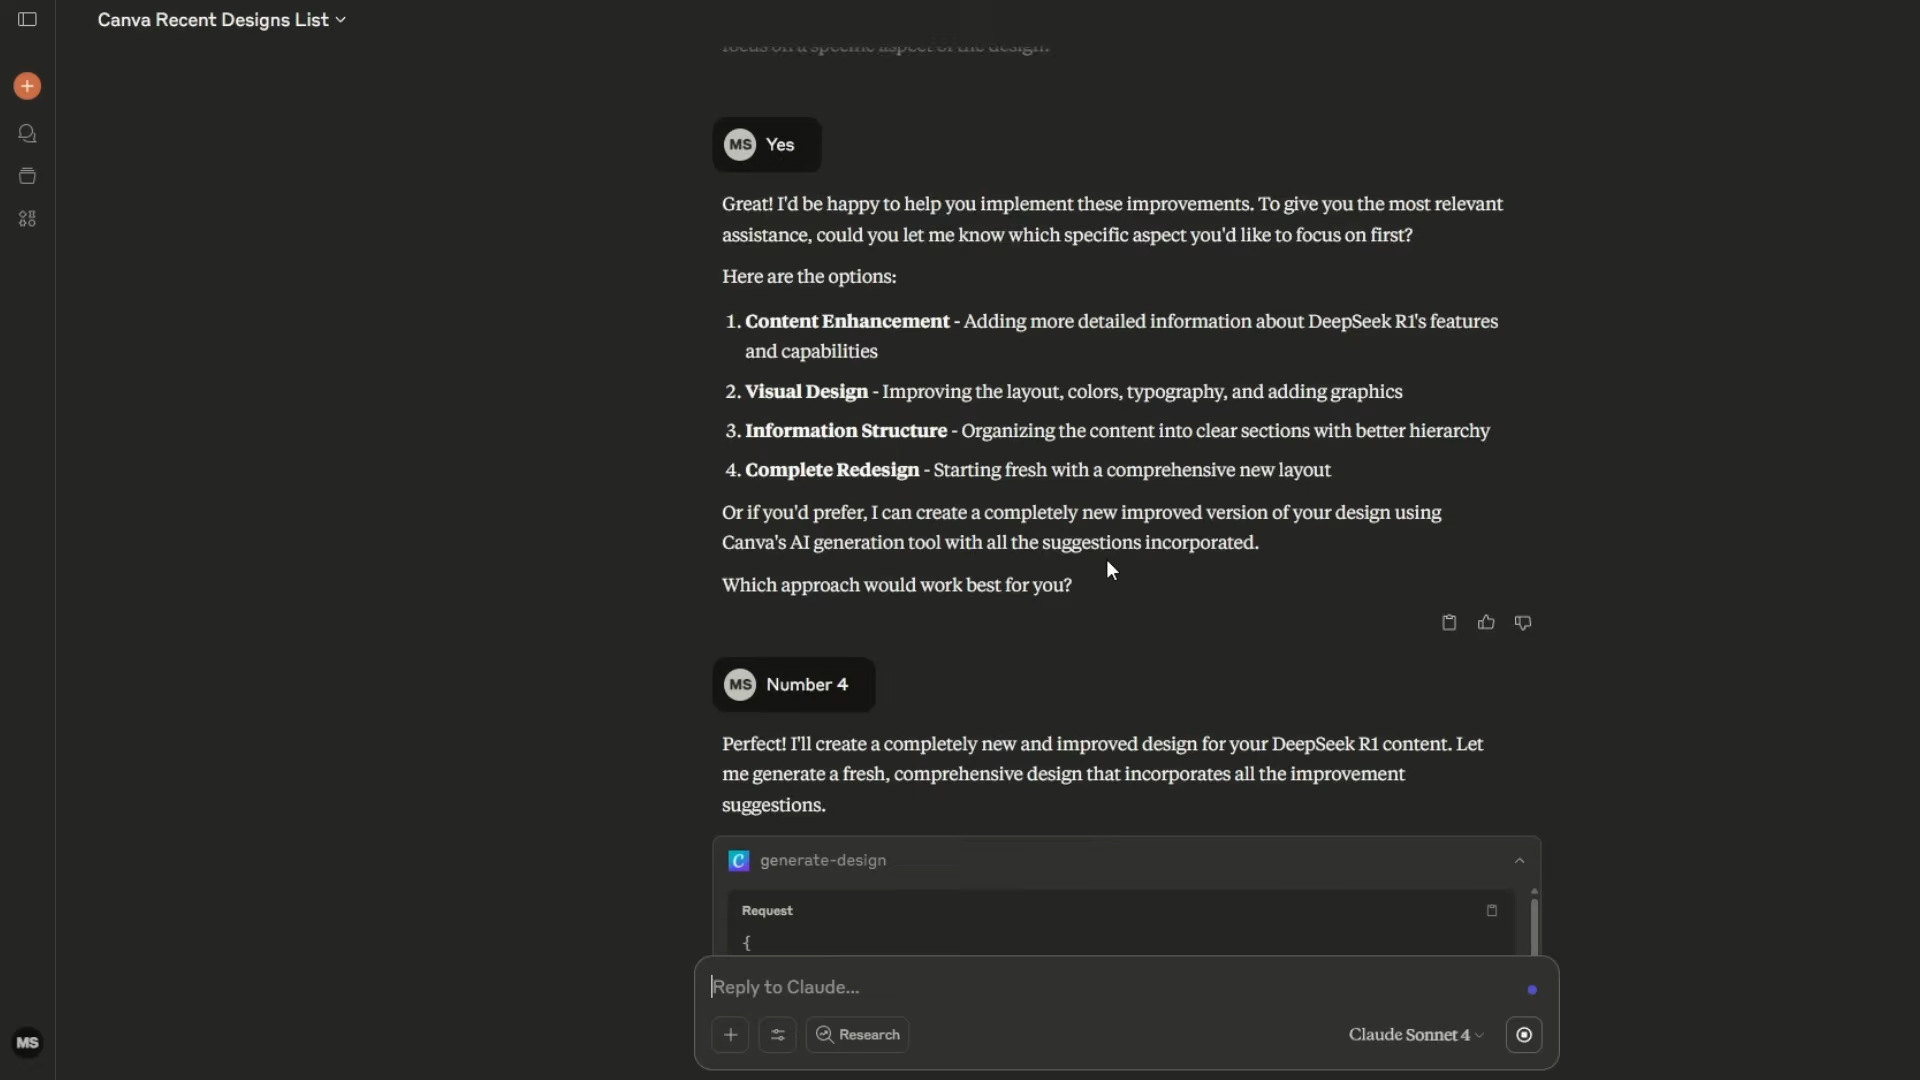 Canva Recent Designs List
focus on a specific aspect of the design.
MS Yes
Great! I'd be happy to help you implement these improvements. To give you the most relevant
assistance, could you let me know which specific aspect you'd like to focus on first?
Here are the options:
1. Content Enhancement - Adding more detailed information about DeepSeek R1's features
and capabilities
2. Visual Design - Improving the layout, colors, typography, and adding graphics
3. Information Structure - Organizing the content into clear sections with better hierarchy
4. Complete Redesign - Starting fresh with a comprehensive new layout
Or if you'd prefer, I can create a completely new improved version of your design using
Canva's AI generation tool with all the suggestions incorporated.
Which approach would work best for you?
MS Number 4
Perfect! I'll create a completely new and improved design for your DeepSeek R1 content. Let
me generate a fresh, comprehensive design that incorporates all the improvement
suggestions.
C generate-design
Request
{
Reply to Claude...
Research
Claude Sonnet 4
MS